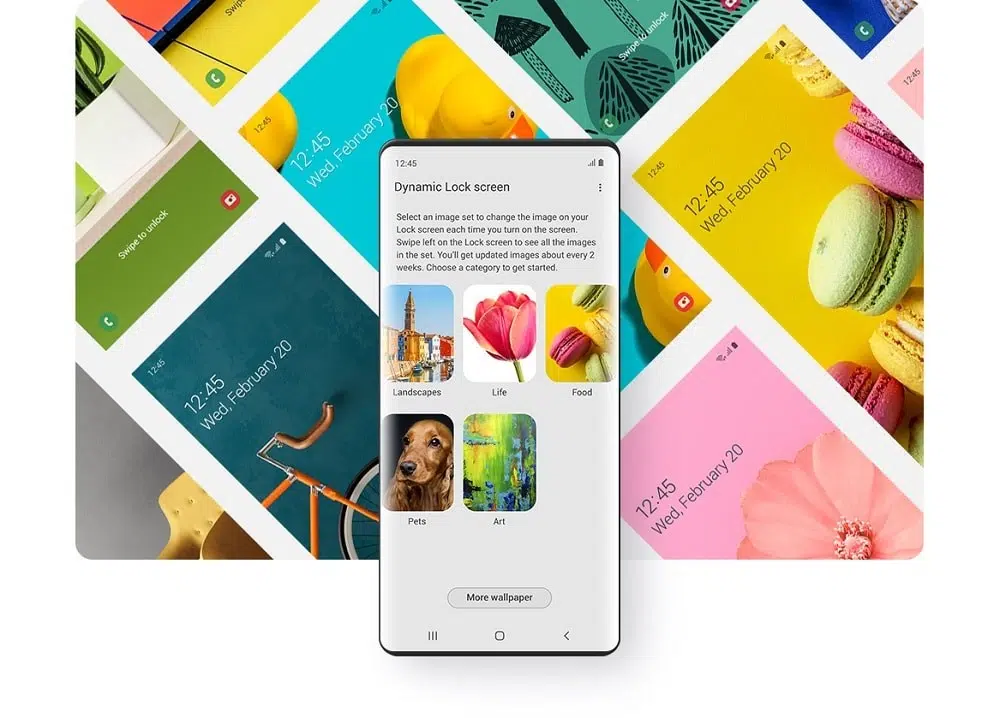 Swipe to unlock
Swipe to unlock
12:45
12:45
Wed, February 20
12:45
12:45
Wed, February 20
12:45
Swipe to unlock
12:45
12:45
Wed, February 20
12:45
Wed, February 20
12:45
Dynamic Lock screen
Select an image set to change the image on your
Lock screen each time you turn on the screen.
Swipe left on the Lock screen to see all the images
in the set. You'll get updated images about every 2
weeks. Choose a category to get started.
Landscapes
Life
Food
Pets
Art
More wallpaper